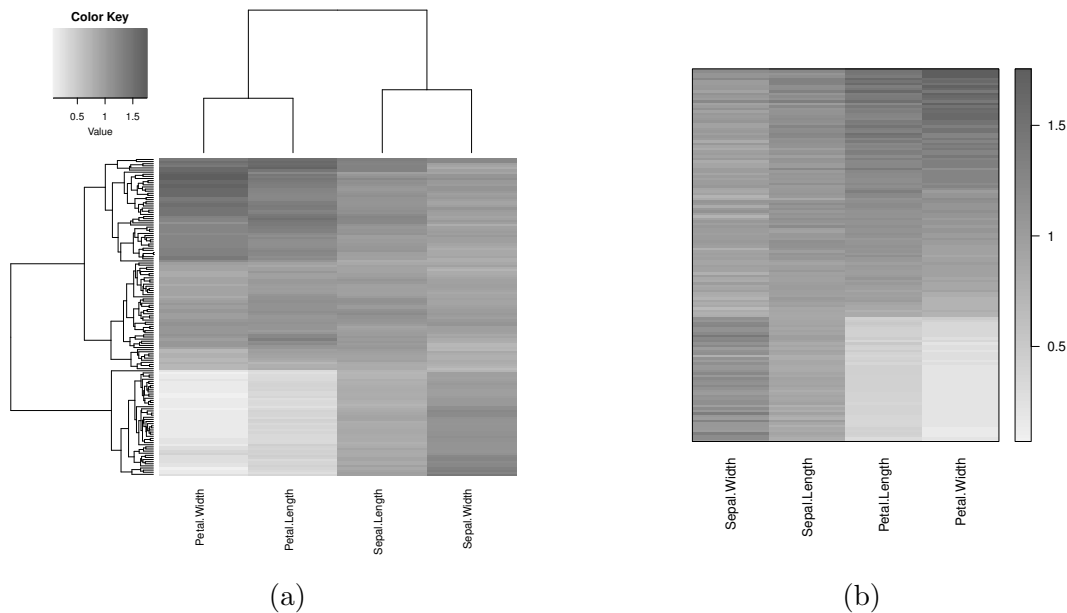 Color Key
0.5 1 1.5
Value
Petal.Width
Petal.Length
Sepal.Length
Sepal.Width
(a)
1.5
1
0.5
Sepal.Width
Sepal.Length
Petal.Length
Petal.Width
(b)